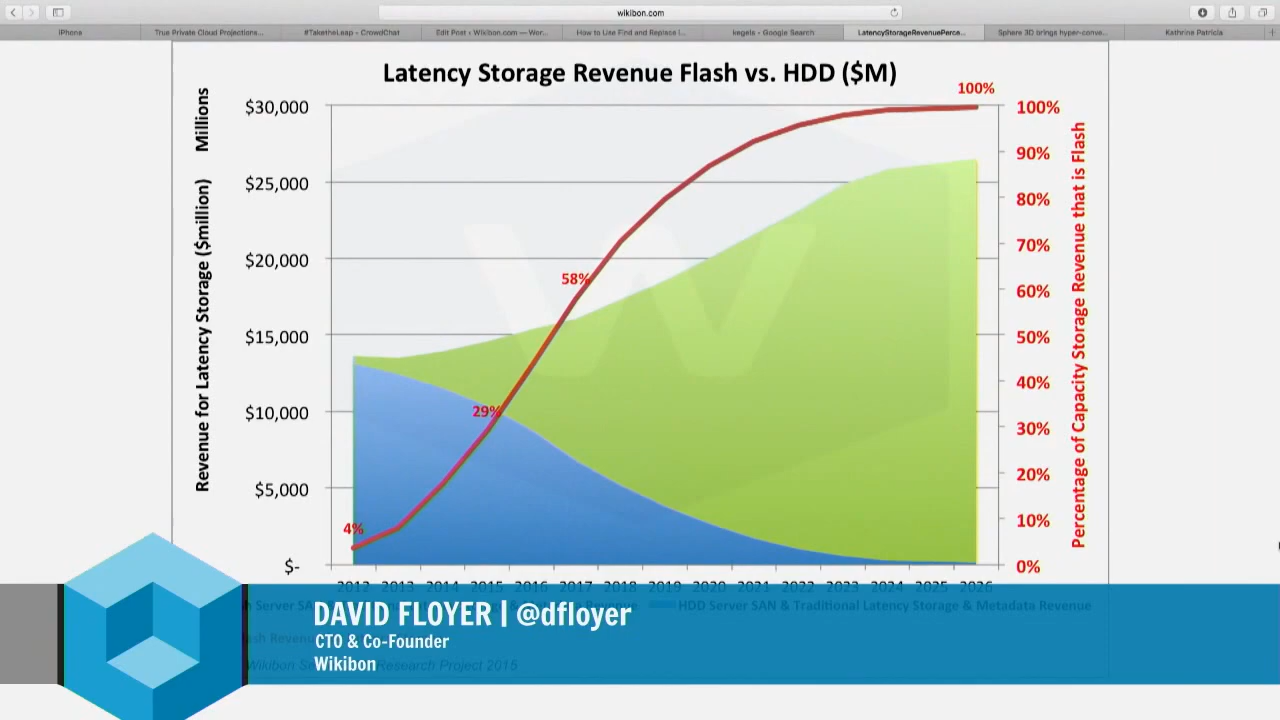 wikibon.com
iPhone
True Private Cloud Projections...
#TaketheLeap - CrowdChat
Edit Post ‹ Wikibon.com — Wor...
How to Use Find and Replace i...
kegels - Google Search
LatencyStorageRevenuePerce...
Sphere 3D brings hyper-conve...
Kathrine Patricia
Latency Storage Revenue Flash vs. HDD ($M)
Revenue for Latency Storage ($million) Millions
$30,000
$25,000
$20,000
$15,000
$10,000
$5,000
$-
4%
29%
58%
100%
100%
90%
80%
70%
60%
50%
40%
30%
20%
10%
0%
Percentage of Capacity Storage Revenue that is Flash
2012 2013 2014 2015 2016 2017 2018 2019 2020 2021 2022 2023 2024 2025 2026
HDD Server SAN & Traditional Latency Storage & Metadata Revenue
DAVID FLOYER | @dfloyer
CTO & Co-Founder
Wikibon
Research Project 2015